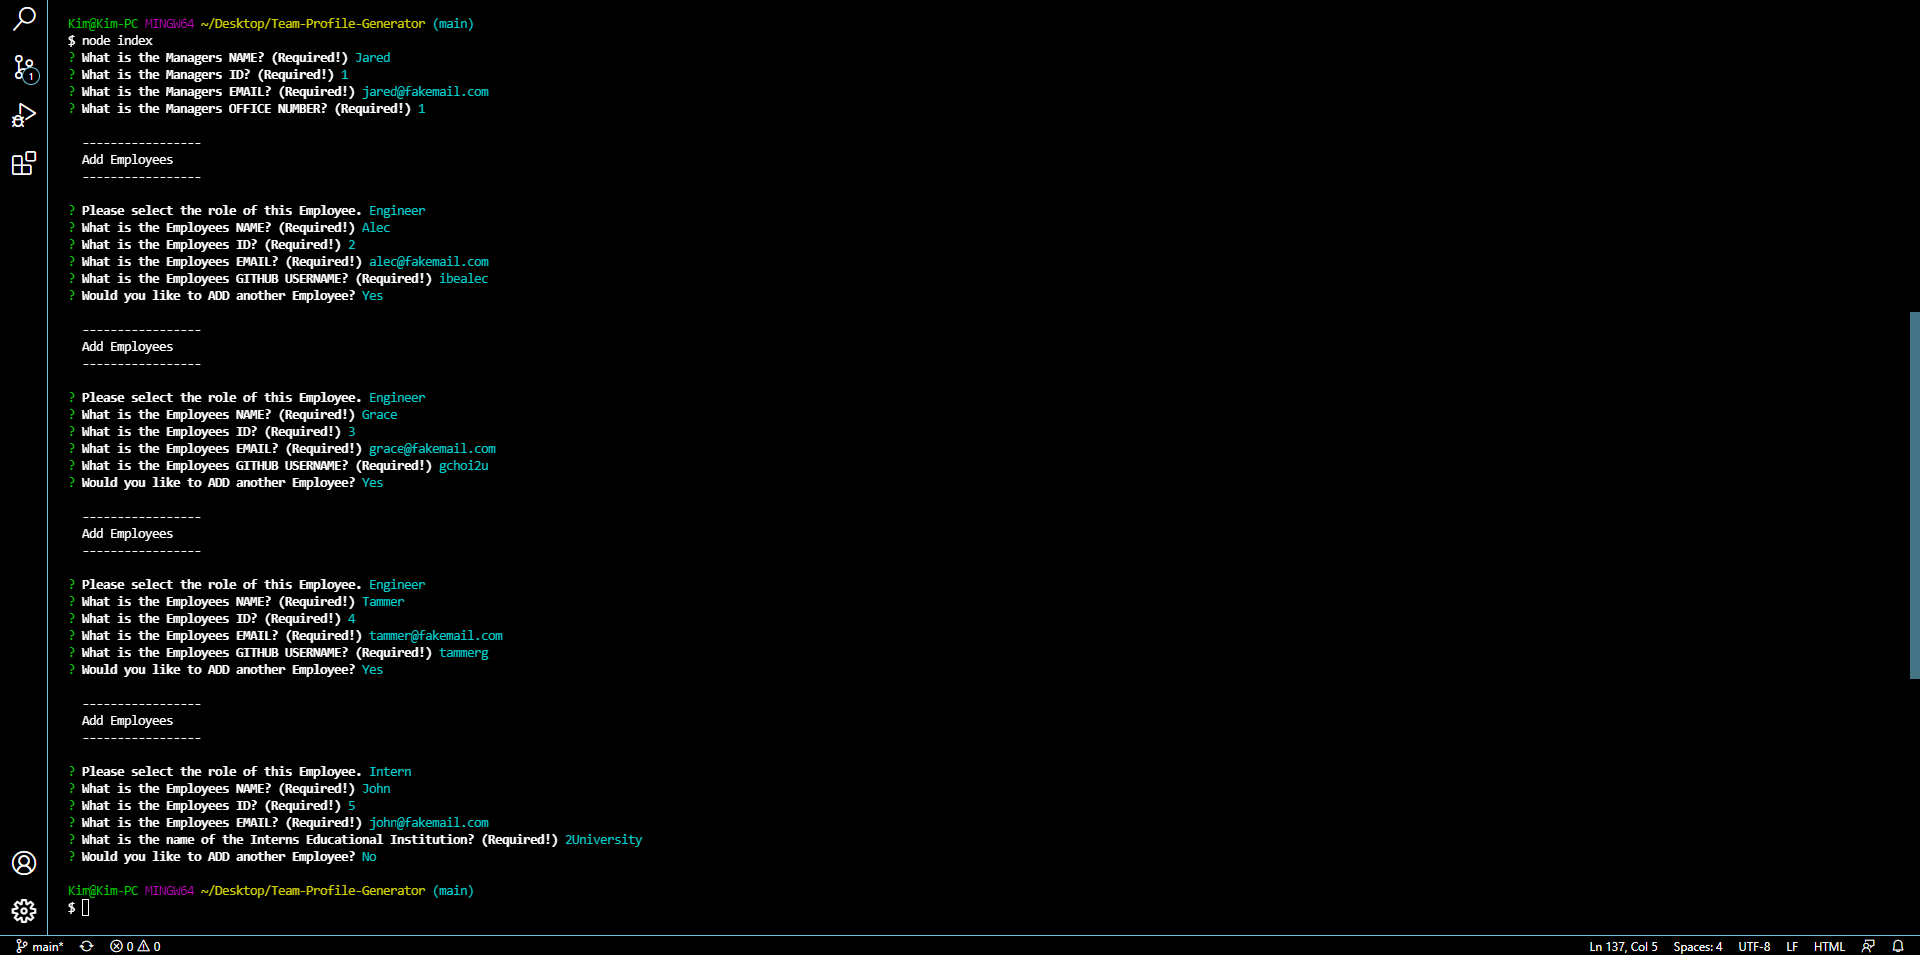 Kim@Kim-PC MINGW64 ~/Desktop/Team-Profile-Generator (main)
$ node index
? What is the Managers NAME? (Required!) Jared
? What is the Managers ID? (Required!) 1
? What is the Managers EMAIL? (Required!) jared@fakemail.com
? What is the Managers OFFICE NUMBER? (Required!) 1
-----------------
Add Employees
-----------------
? Please select the role of this Employee. Engineer
? What is the Employees NAME? (Required!) Alec
? What is the Employees ID? (Required!) 2
? What is the Employees EMAIL? (Required!) alec@fakemail.com
? What is the Employees GITHUB USERNAME? (Required!) ibealec
? Would you like to ADD another Employee? Yes
-----------------
Add Employees
-----------------
? Please select the role of this Employee. Engineer
? What is the Employees NAME? (Required!) Grace
? What is the Employees ID? (Required!) 3
? What is the Employees EMAIL? (Required!) grace@fakemail.com
? What is the Employees GITHUB USERNAME? (Required!) gchoi2u
? Would you like to ADD another Employee? Yes
-----------------
Add Employees
-----------------
? Please select the role of this Employee. Engineer
? What is the Employees NAME? (Required!) Tammer
? What is the Employees ID? (Required!) 4
? What is the Employees EMAIL? (Required!) tammer@fakemail.com
? What is the Employees GITHUB USERNAME? (Required!) tammerg
? Would you like to ADD another Employee? Yes
-----------------
Add Employees
-----------------
? Please select the role of this Employee. Intern
? What is the Employees NAME? (Required!) John
? What is the Employees ID? (Required!) 5
? What is the Employees EMAIL? (Required!) john@fakemail.com
? What is the name of the Interns Educational Institution? (Required!) 2University
? Would you like to ADD another Employee? No
Kim@Kim-PC MINGW64 ~/Desktop/Team-Profile-Generator (main)
$
1
main* 0 0 Ln 137, Col 5 Spaces: 4 UTF-8 LF HTML